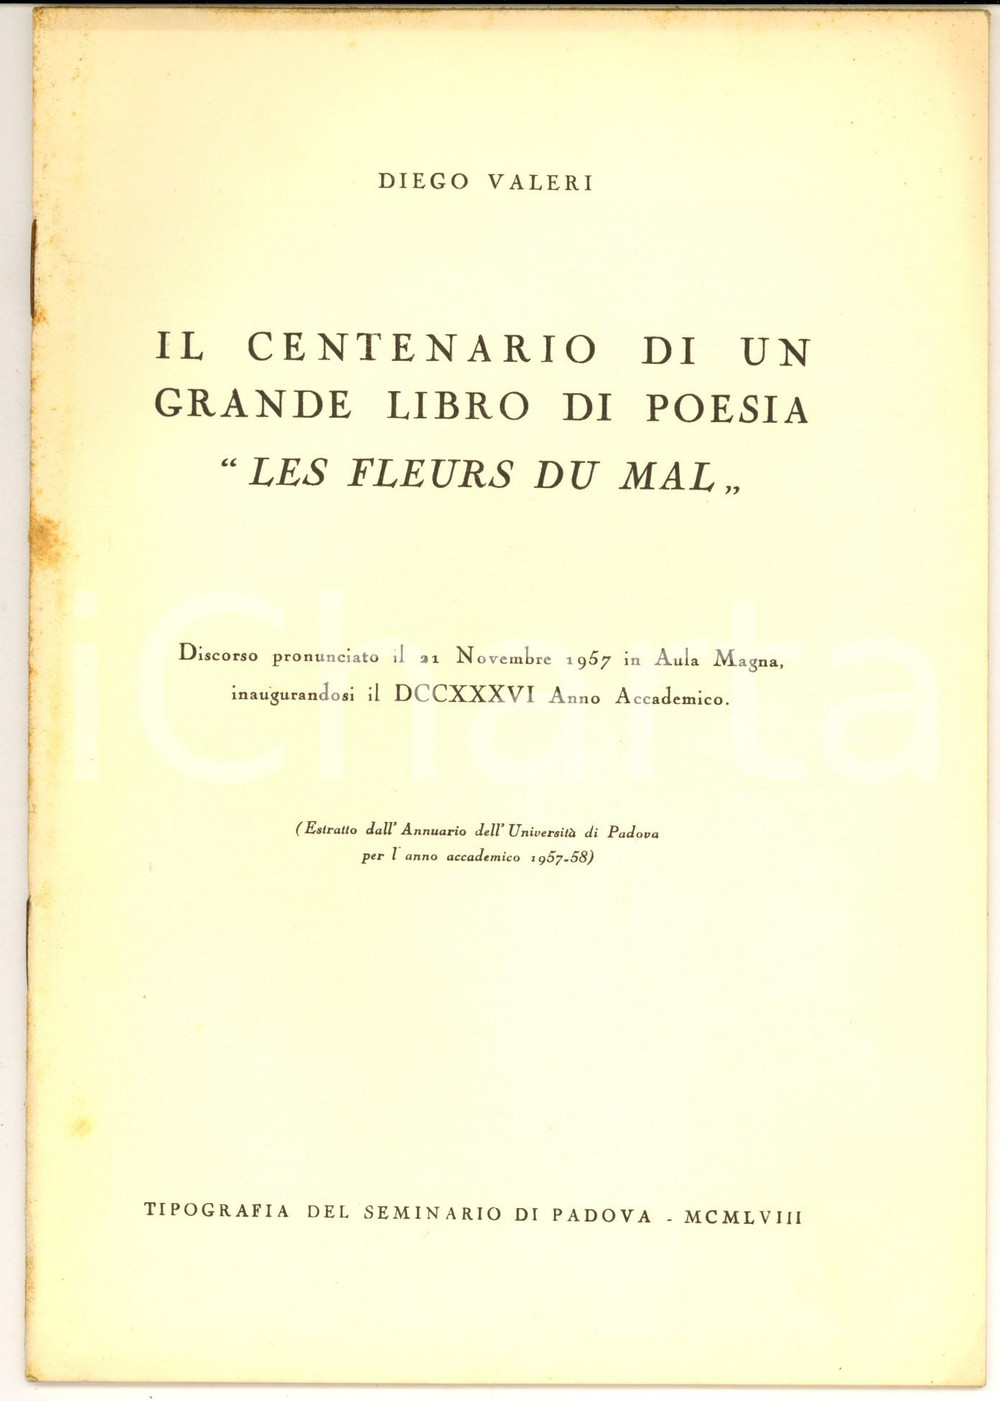 DIEGO VALERI
IL CENTENARIO DI UN
GRANDE LIBRO DI POESIA
“ LES FLEURS DU MAL „
Discorso pronunciato il 21 Novembre 1957 in Aula Magna,
inaugurandosi il DCCXXXVI Anno Accademico.
iCharta
(Estratto dall' Annuario dell' Università di Padova
per l' anno accademico 1957-58)
TIPOGRAFIA DEL SEMINARIO DI PADOVA - MCMLVIII